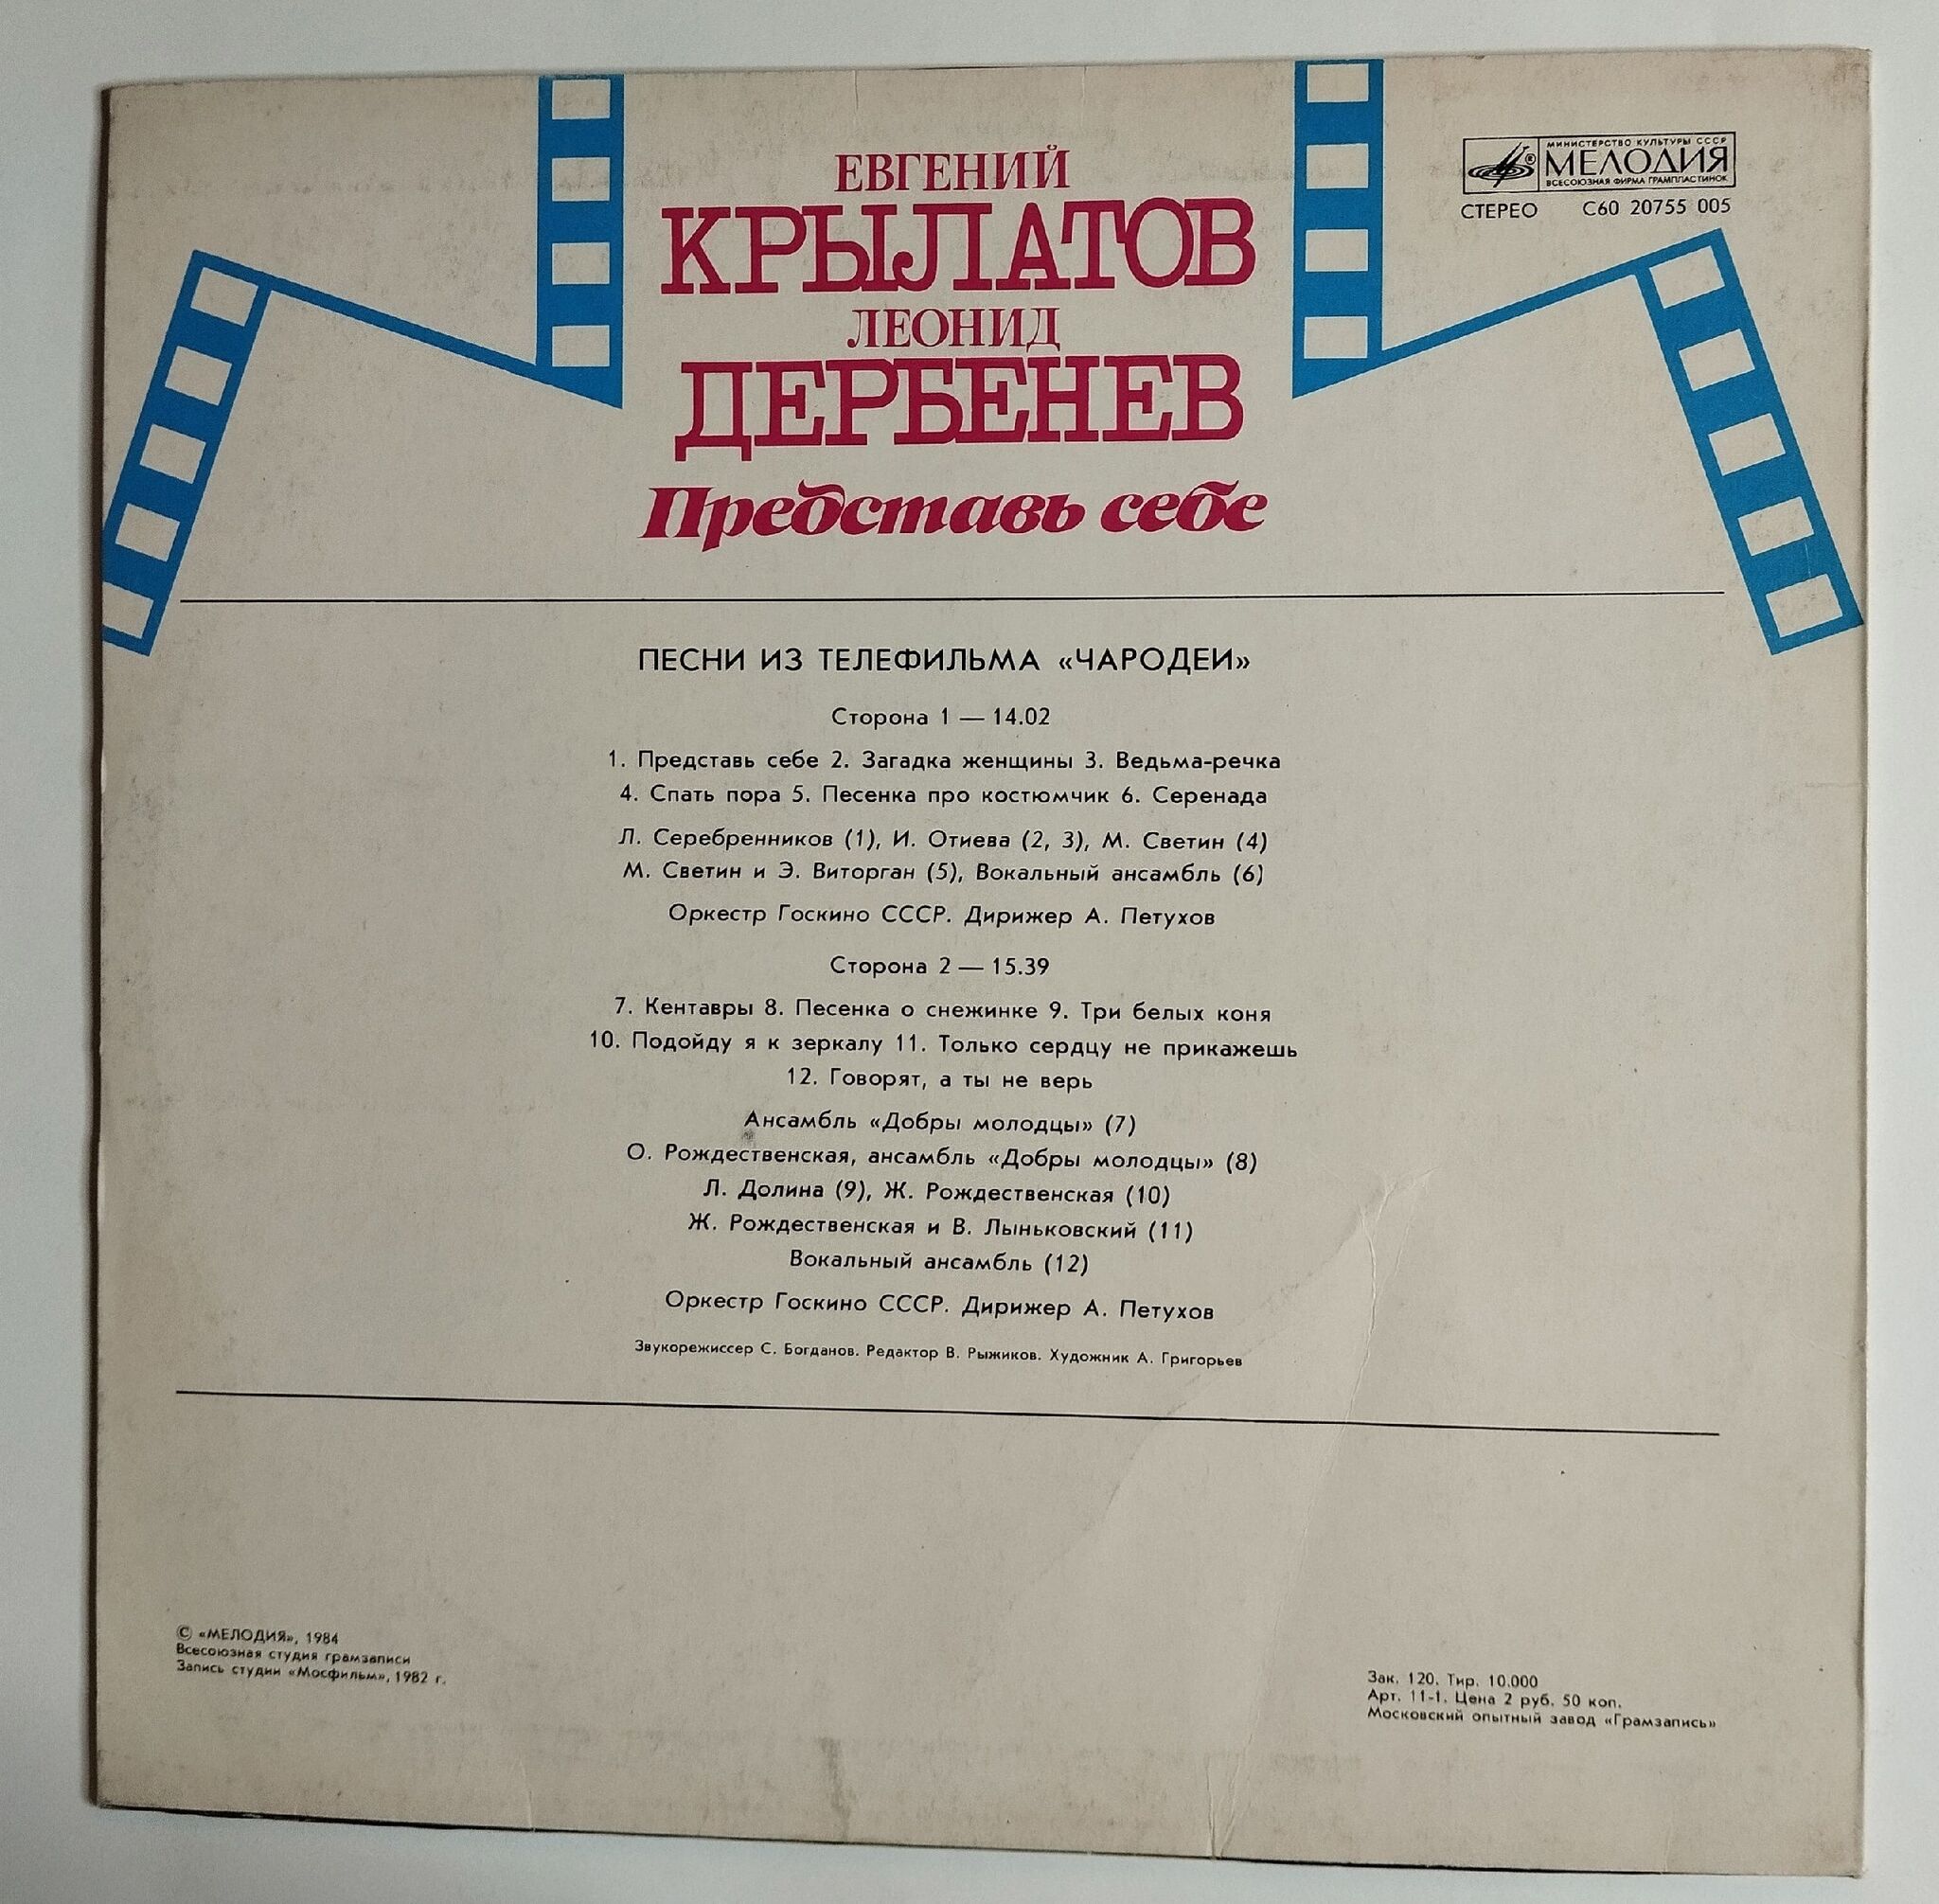 ЕВГЕНИЙ
КРЫЛАТОВ
ЛЕОНИД
ДЕРБЕНЕВ
Представь себе
МИНИСТЕРСТВО КУЛЬТУРЫ СССР
МЕЛОДИЯ
ВСЕСОЮЗНАЯ ФИРМА ГРАМПЛАСТИНОК
СТЕРЕО С60 20755 005
ПЕСНИ ИЗ ТЕЛЕФИЛЬМА «ЧАРОДЕИ»
Сторона 1 — 14.02
1. Представь себе 2. Загадка женщины 3. Ведьма-речка
4. Спать пора 5. Песенка про костюмчик 6. Серенада
Л. Серебренников (1), И. Отиева (2, 3), М. Светин (4)
М. Светин и Э. Виторган (5), Вокальный ансамбль (6)
Оркестр Госкино СССР. Дирижер А. Петухов
Сторона 2 — 15.39
7. Кентавры 8. Песенка о снежинке 9. Три белых коня
10. Подойду я к зеркалу 11. Только сердцу не прикажешь
12. Говорят, а ты не верь
Ансамбль «Добры молодцы» (7)
О. Рождественская, ансамбль «Добры молодцы» (8)
Л. Долина (9), Ж. Рождественская (10)
Ж. Рождественская и В. Лыньковский (11)
Вокальный ансамбль (12)
Оркестр Госкино СССР. Дирижер А. Петухов
Звукорежиссер С. Богданов. Редактор В. Рыжиков. Художник А. Григорьев
© «МЕЛОДИЯ», 1984
Всесоюзная студия грамзаписи
Запись студии «Мосфильм», 1982 г.
Зак. 120. Тир. 10.000
Арт. 11-1. Цена 2 руб. 50 коп.
Московский опытный завод «Грамзапись»